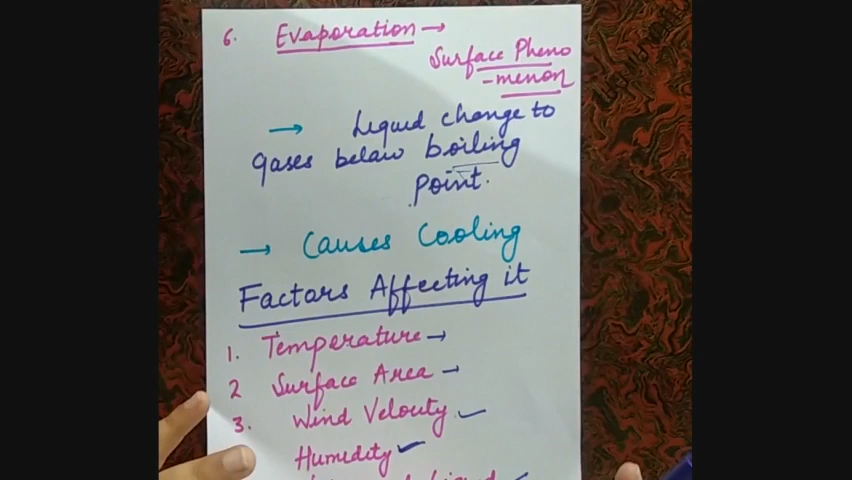 6. Evaporation →
Surface Pheno
-menon
→ Liquid change to
gases below boiling
point.
→ Causes Cooling
Factors Affecting it
1. Temperature →
2 Surface Area →
3. Wind Velouty ✓
Humidity ✓